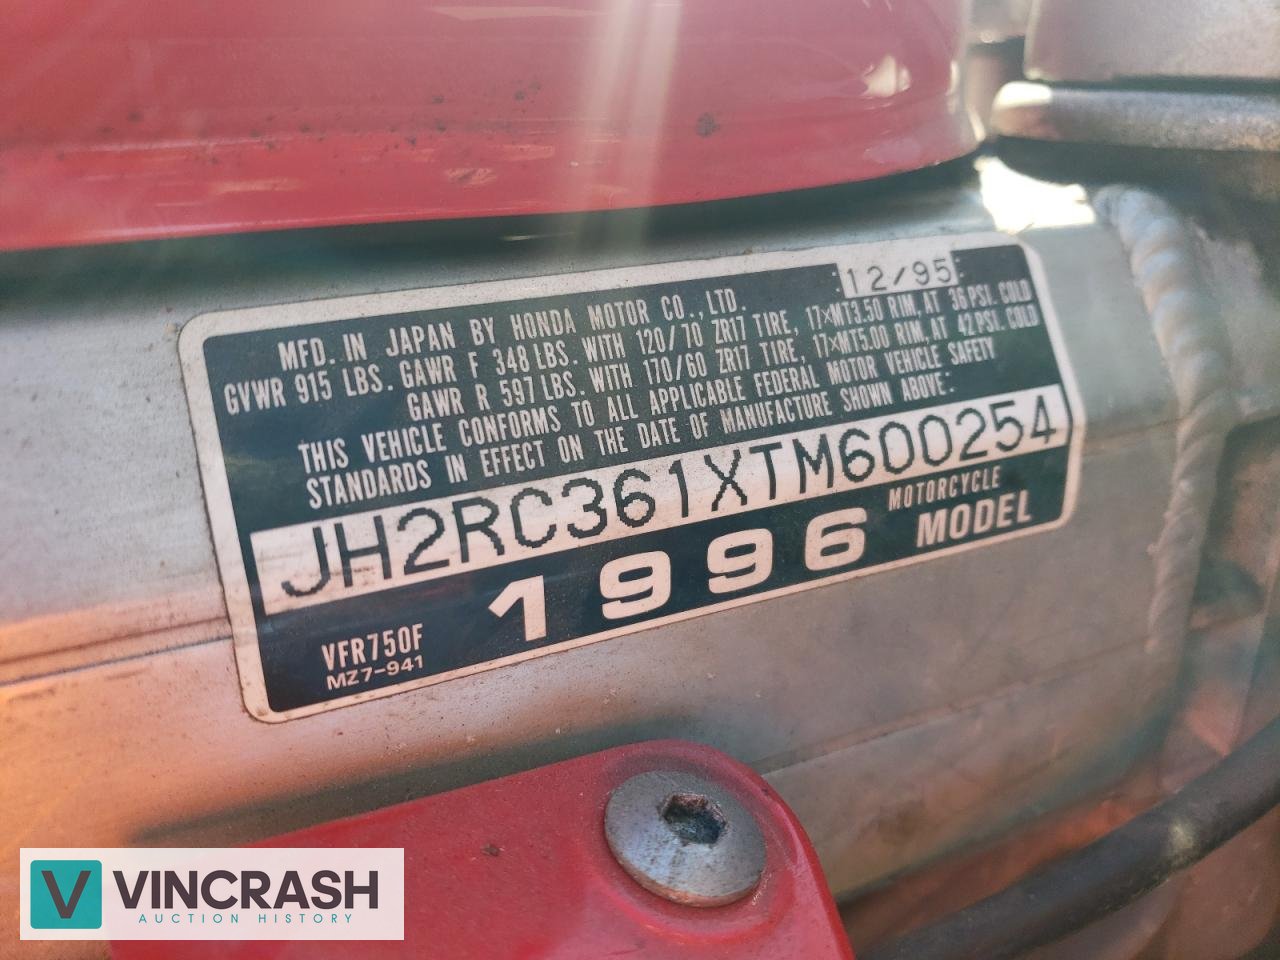 12/95
MFD. IN JAPAN BY HONDA MOTOR CO., LTD.
GVWR 915 LBS. GAWR F 348 LBS. WITH 120/70 ZR17 TIRE, 17×MT3.50 RIM, AT 36 PSI. COLD
GAWR R 597 LBS. WITH 170/60 ZR17 TIRE, 17×MT5.00 RIM, AT 42 PSI. COLD
THIS VEHICLE CONFORMS TO ALL APPLICABLE FEDERAL MOTOR VEHICLE SAFETY
STANDARDS IN EFFECT ON THE DATE OF MANUFACTURE SHOWN ABOVE:
JH2RC361XTM600254
1996 MOTORCYCLE MODEL
VFR750F
MZ7-941
V VINCRASH
AUCTION HISTORY